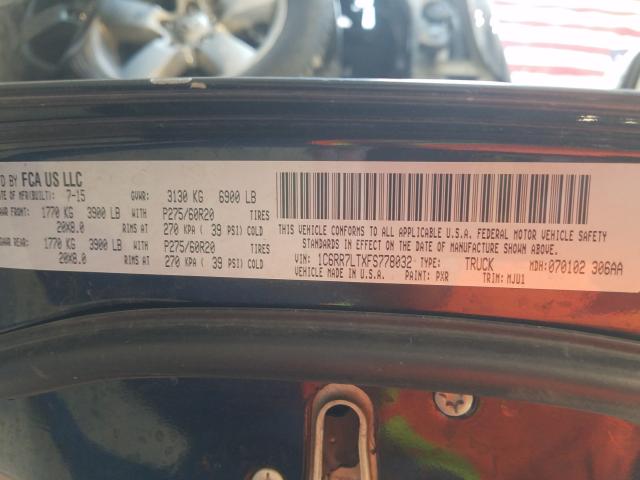 D BY FCA US LLC
TE OF MFR(BUILT): 7-15 GVWR: 3130 KG 6900 LB
WR FRONT: 1770 KG 3900 LB WITH P275/60R20 TIRES
20X8.0 RIMS AT 270 KPA ( 39 PSI) COLD
WR REAR: 1770 KG 3900 LB WITH P275/60R20 TIRES
20X8.0 RIMS AT 270 KPA ( 39 PSI) COLD
THIS VEHICLE CONFORMS TO ALL APPLICABLE U.S.A. FEDERAL MOTOR VEHICLE SAFETY
STANDARDS IN EFFECT ON THE DATE OF MANUFACTURE SHOWN ABOVE.
VIN: 1C6RR7LTXFS778032 TYPE: TRUCK MDH: 070102 306AA
VEHICLE MADE IN U.S.A. PAINT: PXR TRIM: MJU1